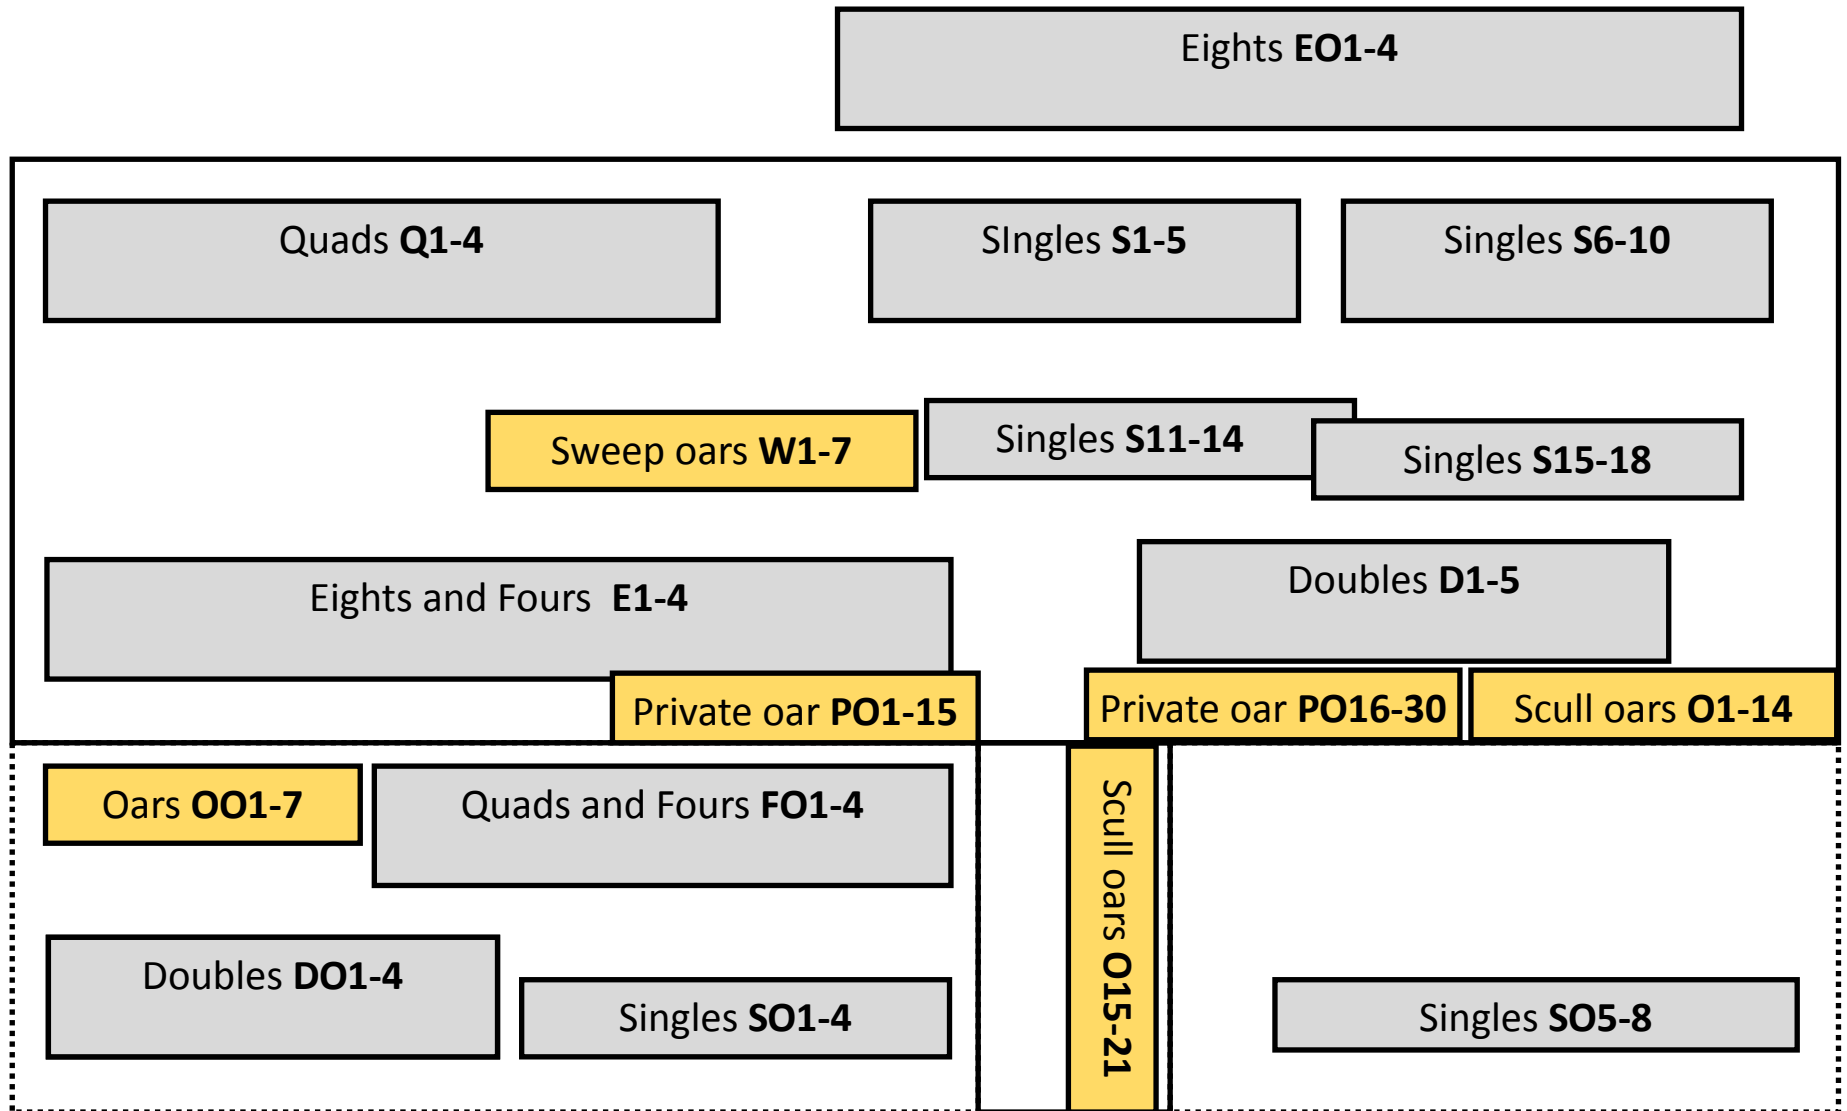 Eights EO1-4
Quads Q1-4
SIngles S1-5
Singles S6-10
Sweep oars W1-7
Singles S11-14
Singles S15-18
Eights and Fours E1-4
Doubles D1-5
Private oar PO1-15
Private oar PO16-30
Scull oars O1-14
Oars OO1-7
Quads and Fours FO1-4
Scull oars O15-21
Doubles DO1-4
Singles SO1-4
Singles SO5-8